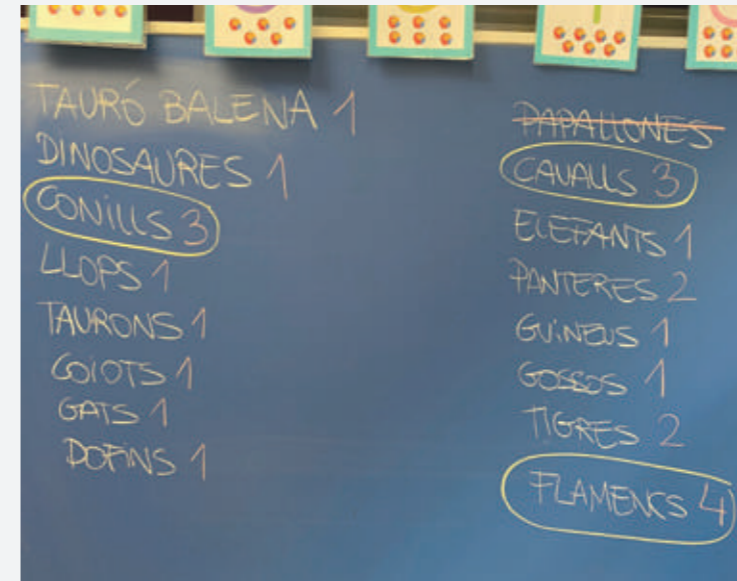 TAURÓ BALENA 1
DINOSAURES 1
CONILLS 3
LLOPS 1
TAURONS 1
COIOTS 1
GATS 1
DOFINS 1
PAPALLONES
CAVALLS 3
ELEFANTS 1
PANTERES 2
GUINEUS 1
GOSSOS 1
TIGRES 2
FLAMENCS 4